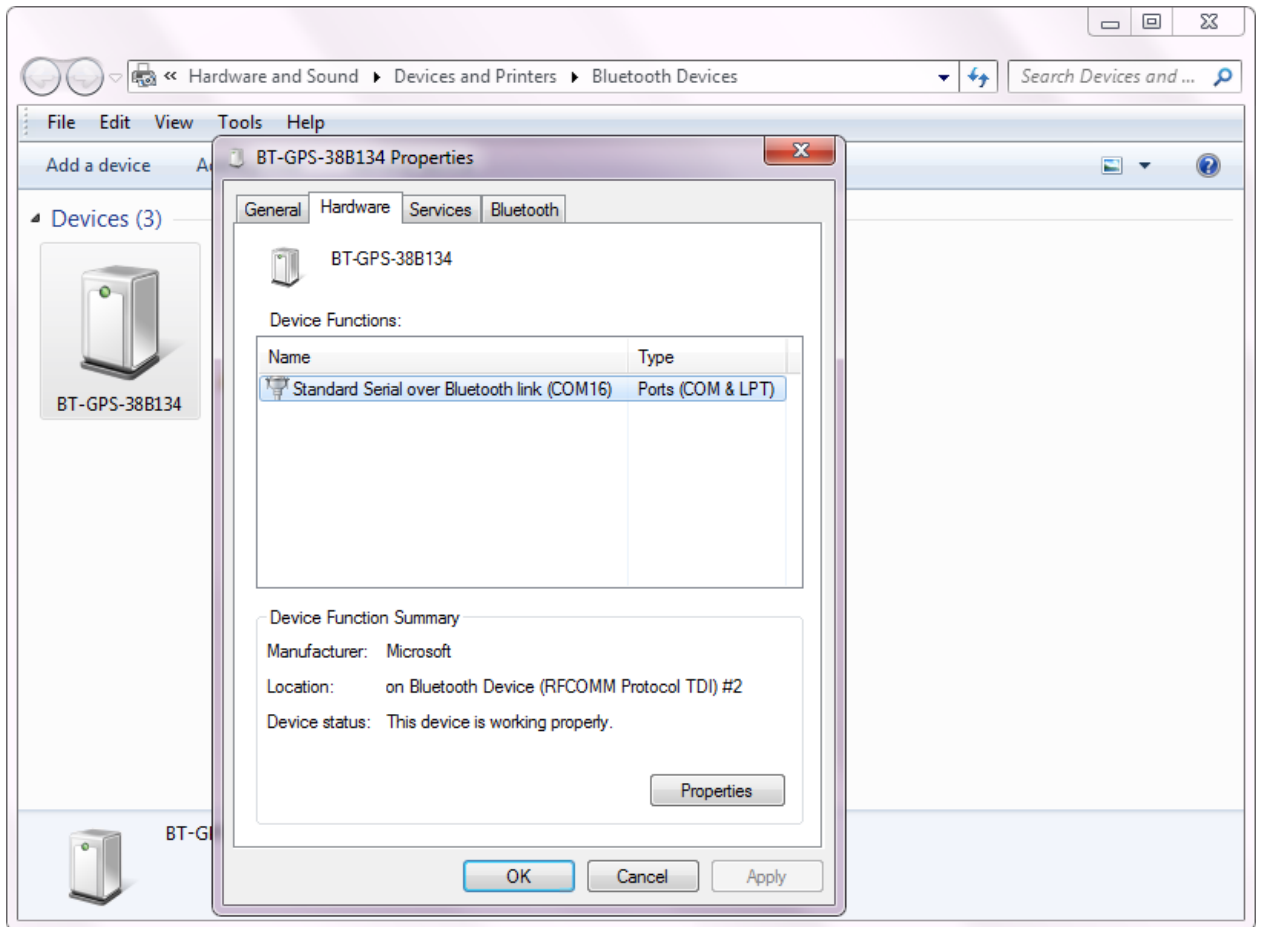 « Hardware and Sound ▸ Devices and Printers ▸ Bluetooth Devices
Search Devices and ...
File Edit View Tools Help
Add a device
Devices (3)
BT-GPS-38B134
BT-GPS-38B134 Properties
General Hardware Services Bluetooth
BT-GPS-38B134
Device Functions:
Name Type
Standard Serial over Bluetooth link (COM16) Ports (COM & LPT)
Device Function Summary
Manufacturer: Microsoft
Location: on Bluetooth Device (RFCOMM Protocol TDI) #2
Device status: This device is working properly.
Properties
OK Cancel Apply